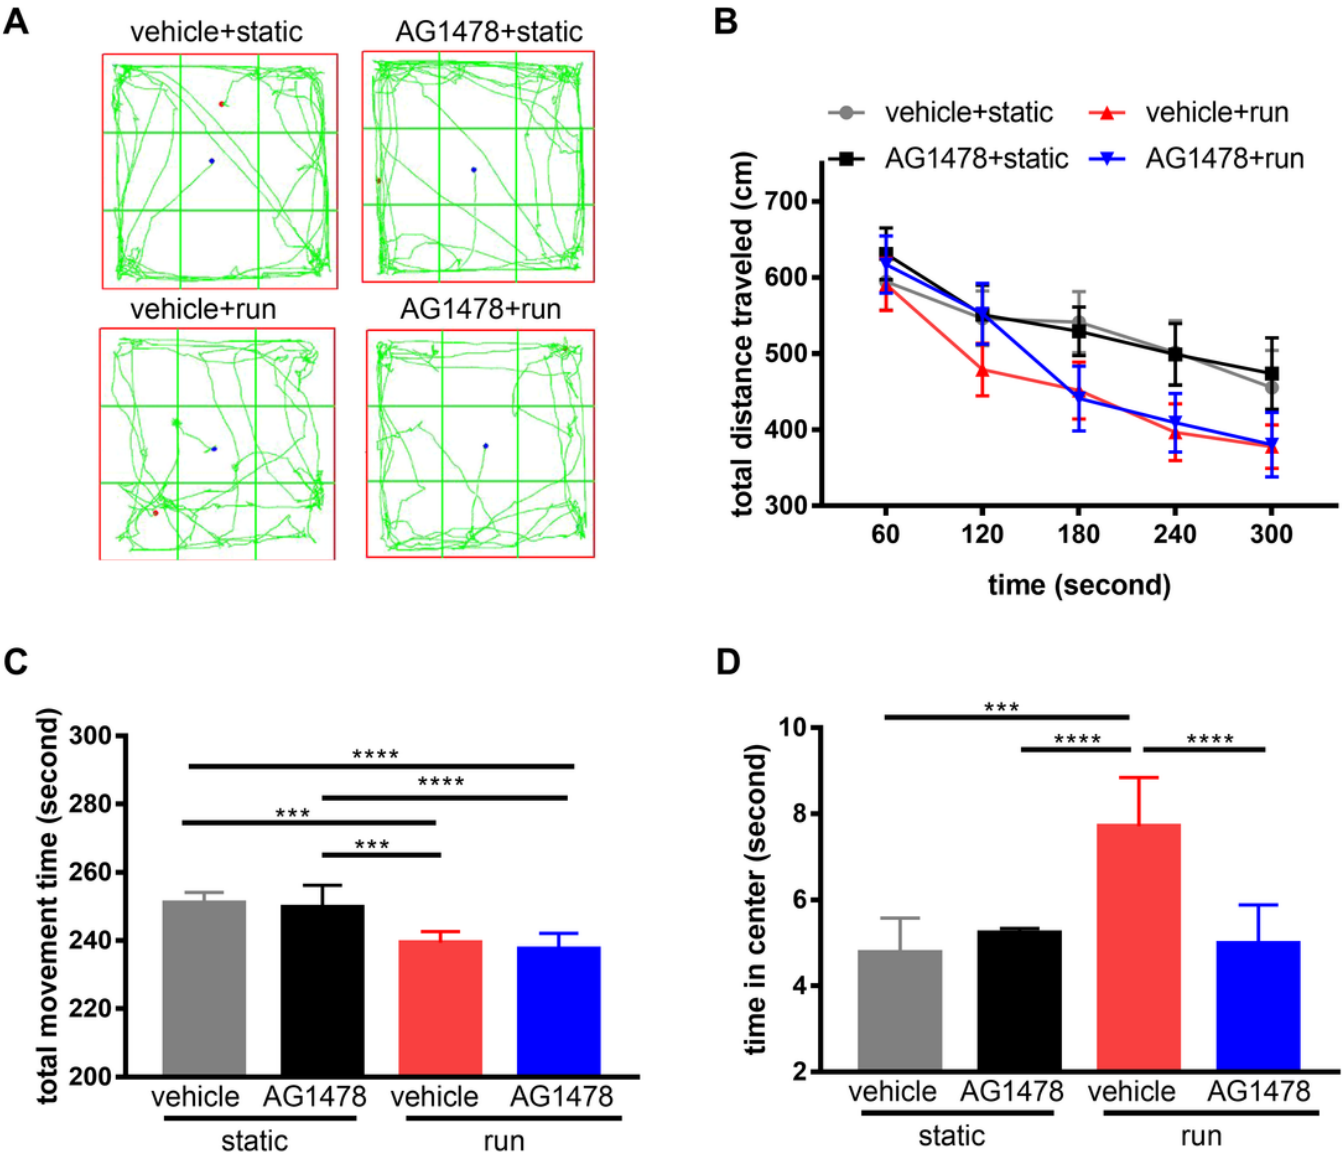 A
vehicle+static
AG1478+static
vehicle+run
AG1478+run
B
vehicle+static
vehicle+run
AG1478+static
AG1478+run
total distance traveled (cm)
700
600
500
400
300
60
120
180
240
300
time (second)
C
total movement time (second)
300
280
260
240
220
200
****
****
***
***
vehicle
AG1478
vehicle
AG1478
static
run
D
time in center (second)
10
8
6
4
2
***
****
****
vehicle
AG1478
vehicle
AG1478
static
run